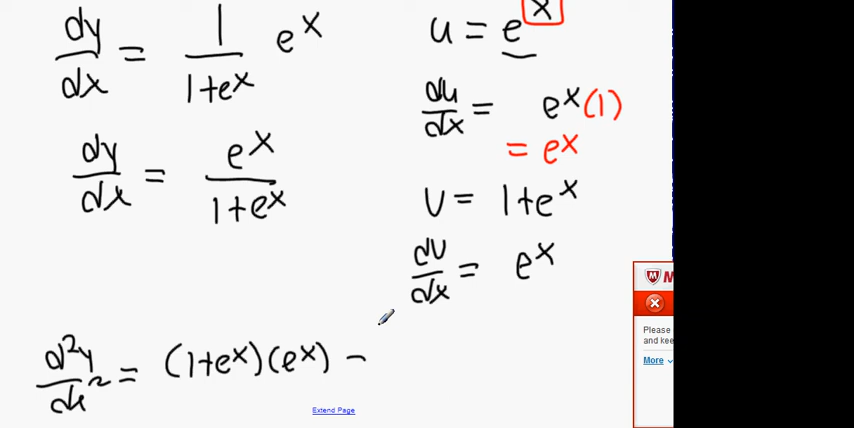 dy/dx = 1/(1+e^x) e^x
u = e^x
du/dx = e^x(1)
= e^x
dy/dx = e^x/(1+e^x)
v = 1+e^x
dv/dx = e^x
M
Please
and kee
More
d²y/dx² = (1+e^x)(e^x) –
Extend Page